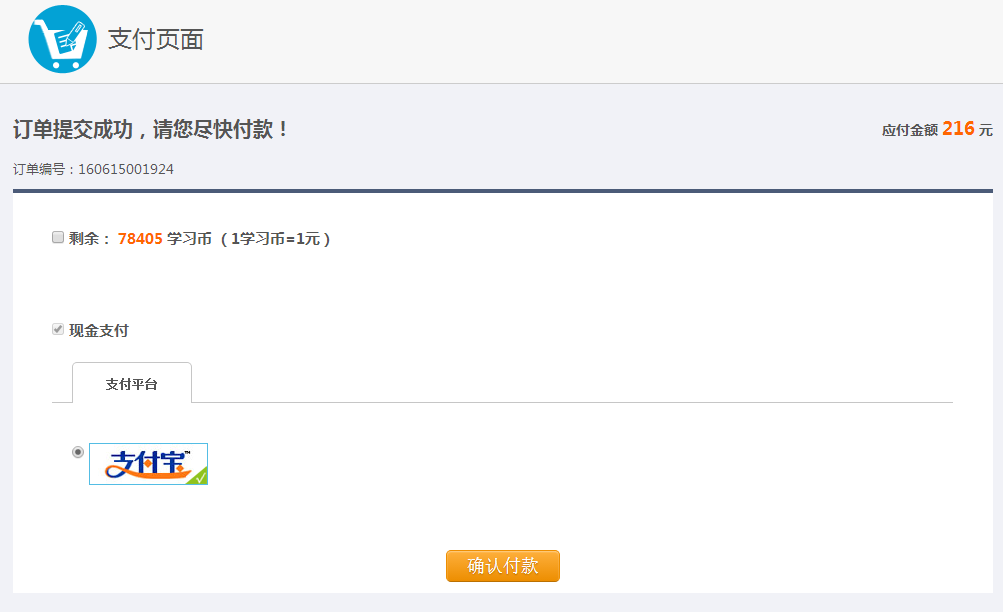 支付页面
订单提交成功，请您尽快付款！
应付金额 216 元
订单编号：160615001924
剩余： 78405 学习币（1学习币=1元）
现金支付
支付平台
支付宝™
确认付款